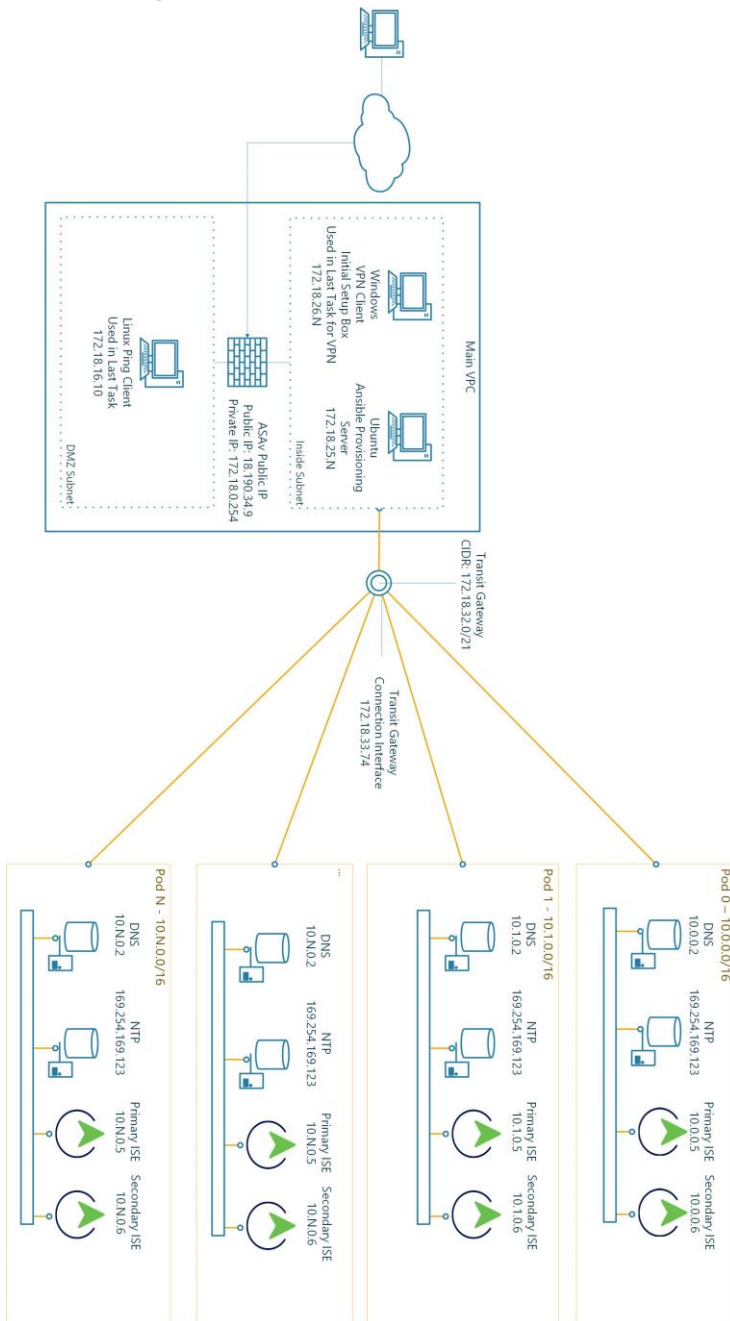 Main VPC
Windows
VPN Client
Initial Setup Box
Used in Last Task for VPN
172.18.26.N
Ubuntu
Ansible Provisioning
Server
172.18.25.N
Inside Subnet
ASAv Public IP
Public IP: 18.190.34.9
Private IP: 172.18.0.254
Linux Ping Client
Used in Last Task
172.18.16.10
DMZ Subnet
Transit Gateway
CIDR: 172.18.32.0/21
Transit Gateway
Connection Interface
172.18.33.74
Pod 0 – 10.0.0.0/16
DNS
10.0.0.2
NTP
169.254.169.123
Primary ISE
10.0.0.5
Secondary ISE
10.0.0.6
Pod 1 - 10.1.0.0/16
DNS
10.1.0.2
NTP
169.254.169.123
Primary ISE
10.1.0.5
Secondary ISE
10.1.0.6
...
DNS
10.N.0.2
NTP
169.254.169.123
Primary ISE
10.N.0.5
Secondary ISE
10.N.0.6
Pod N - 10.N.0.0/16
DNS
10.N.0.2
NTP
169.254.169.123
Primary ISE
10.N.0.5
Secondary ISE
10.N.0.6